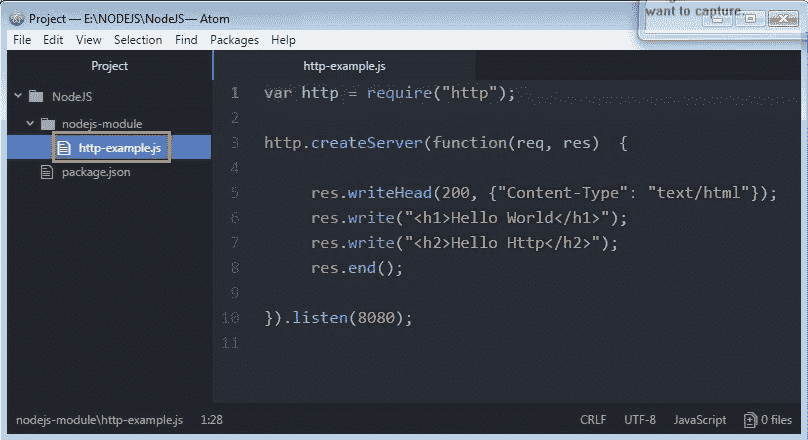 Project — E:\NODEJS\NodeJS— Atom
want to capture.
File Edit View Selection Find Packages Help
Project
http-example.js
NodeJS
nodejs-module
http-example.js
package.json
1 var http = require("http");
2
3 http.createServer(function(req, res)  {
4
5     res.writeHead(200, {"Content-Type": "text/html"});
6     res.write("<h1>Hello World</h1>");
7     res.write("<h2>Hello Http</h2>");
8     res.end();
9
10 }).listen(8080);
11
nodejs-module\http-example.js 1:28 CRLF UTF-8 JavaScript 0 files